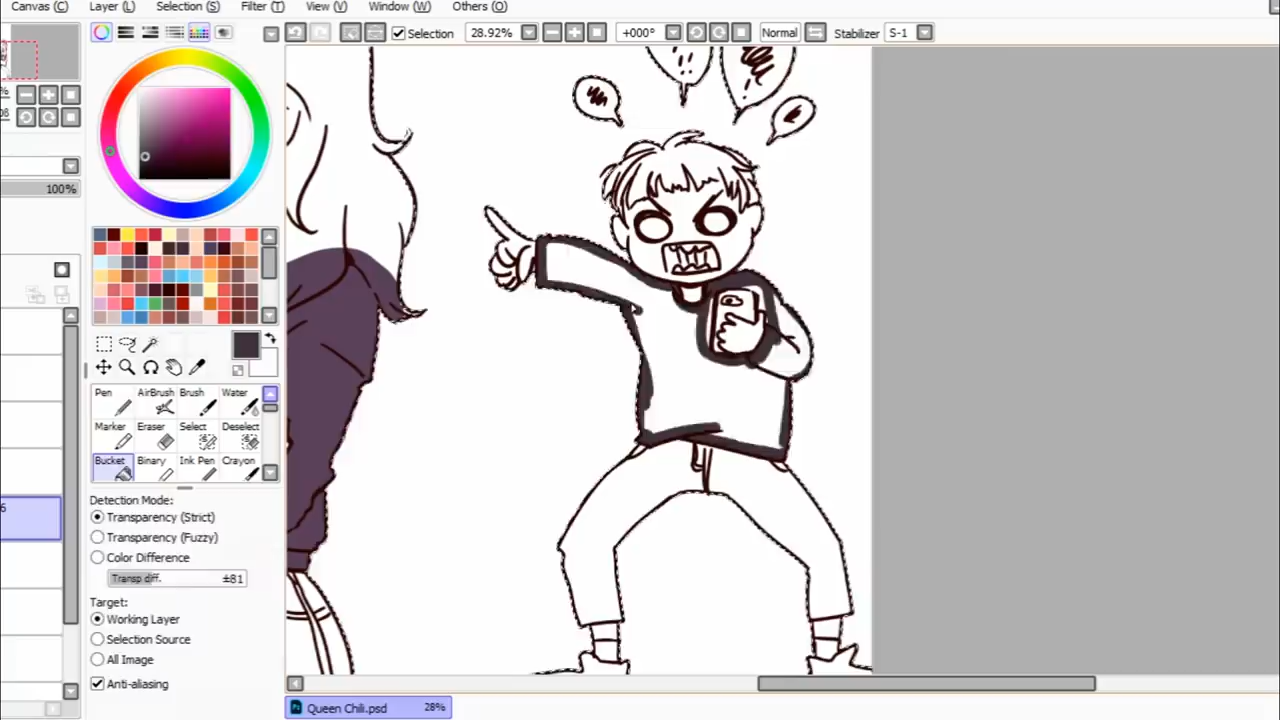 Canvas (C) Layer (L) Selection (S) Filter (T) View (V) Window (W) Others (O)
Selection 28.92% +000° Normal Stabilizer S-1
100%
Pen AirBrush Brush Water
Marker Eraser Select Deselect
Bucket Binary Ink Pen Crayon
Detection Mode:
Transparency (Strict)
Transparency (Fuzzy)
Color Difference
Transp diff. ±81
Target:
Working Layer
Selection Source
All Image
Anti-aliasing
Queen Chili.psd 28%